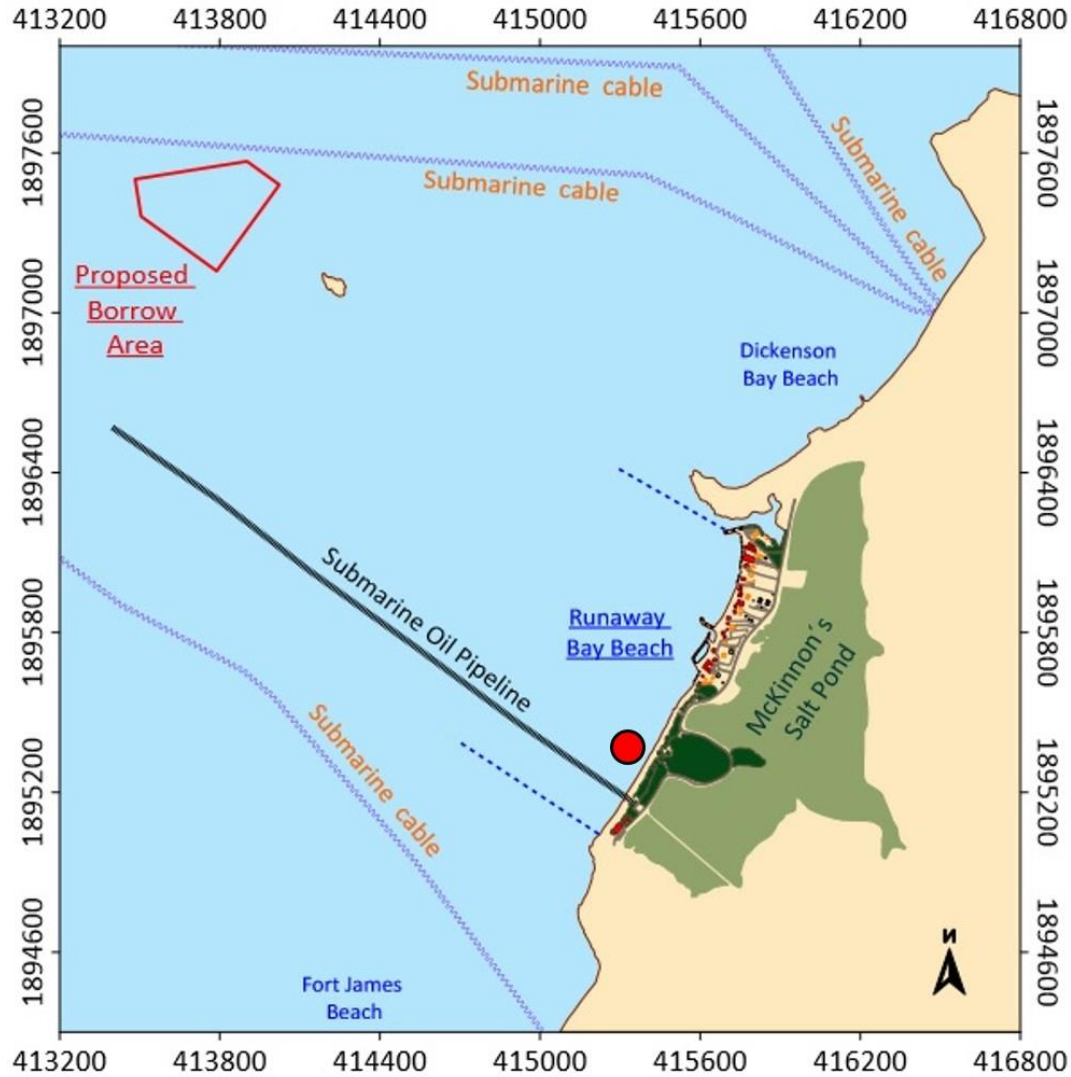 413200 413800 414400 415000 415600 416200 416800
Submarine cable
Submarine cable
Submarine cable
1897600
1897600
Proposed
Borrow
Area
1897000
1897000
Dickenson
Bay Beach
1896400
1896400
Submarine Oil Pipeline
Runaway
Bay Beach
1895800
1895800
McKinnon's
Salt Pond
Submarine cable
1895200
1895200
N
1894600
1894600
Fort James
Beach
413200 413800 414400 415000 415600 416200 416800